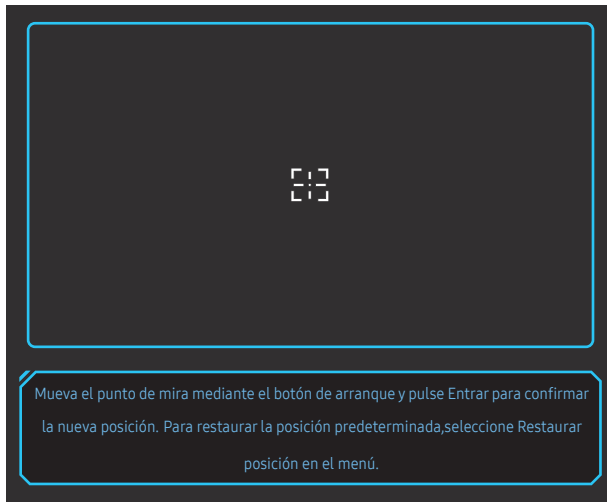 Mueva el punto de mira mediante el botón de arranque y pulse Entrar para confirmar
la nueva posición. Para restaurar la posición predeterminada,seleccione Restaurar
posición en el menú.